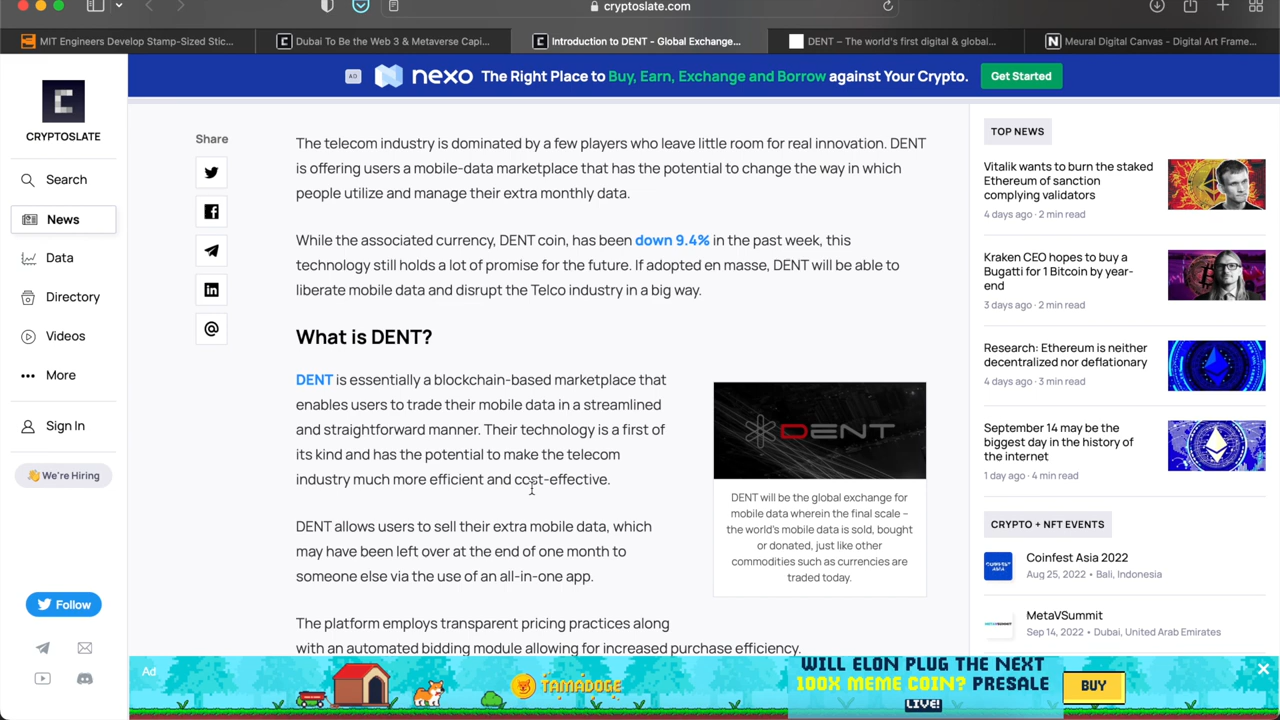 cryptoslate.com
MIT Engineers Develop Stamp-Sized Stic...
Dubai To Be the Web 3 & Metaverse Capi...
Introduction to DENT - Global Exchange...
DENT – The world's first digital & global...
Meural Digital Canvas - Digital Art Frame...
AD
nexo
The Right Place to Buy, Earn, Exchange and Borrow against Your Crypto.
Get Started
CRYPTOSLATE
Search
News
Data
Directory
Videos
More
Sign In
We're Hiring
Follow
Share
The telecom industry is dominated by a few players who leave little room for real innovation. DENT
is offering users a mobile-data marketplace that has the potential to change the way in which
people utilize and manage their extra monthly data.
While the associated currency, DENT coin, has been down 9.4% in the past week, this
technology still holds a lot of promise for the future. If adopted en masse, DENT will be able to
liberate mobile data and disrupt the Telco industry in a big way.
What is DENT?
DENT is essentially a blockchain-based marketplace that
enables users to trade their mobile data in a streamlined
and straightforward manner. Their technology is a first of
its kind and has the potential to make the telecom
industry much more efficient and cost-effective.
DENT allows users to sell their extra mobile data, which
may have been left over at the end of one month to
someone else via the use of an all-in-one app.
The platform employs transparent pricing practices along
with an automated bidding module allowing for increased purchase efficiency.
DENT
DENT will be the global exchange for
mobile data wherein the final scale –
the world's mobile data is sold, bought
or donated, just like other
commodities such as currencies are
traded today.
TOP NEWS
Vitalik wants to burn the staked
Ethereum of sanction
complying validators
4 days ago · 2 min read
Kraken CEO hopes to buy a
Bugatti for 1 Bitcoin by year-
end
3 days ago · 2 min read
Research: Ethereum is neither
decentralized nor deflationary
4 days ago · 3 min read
September 14 may be the
biggest day in the history of
the internet
1 day ago · 4 min read
CRYPTO + NFT EVENTS
Coinfest Asia 2022
Aug 25, 2022 • Bali, Indonesia
MetaVSummit
Sep 14, 2022 • Dubai, United Arab Emirates
Ad
TAMADOGE
WILL ELON PLUG THE NEXT
100X MEME COIN? PRESALE
LIVE!
BUY